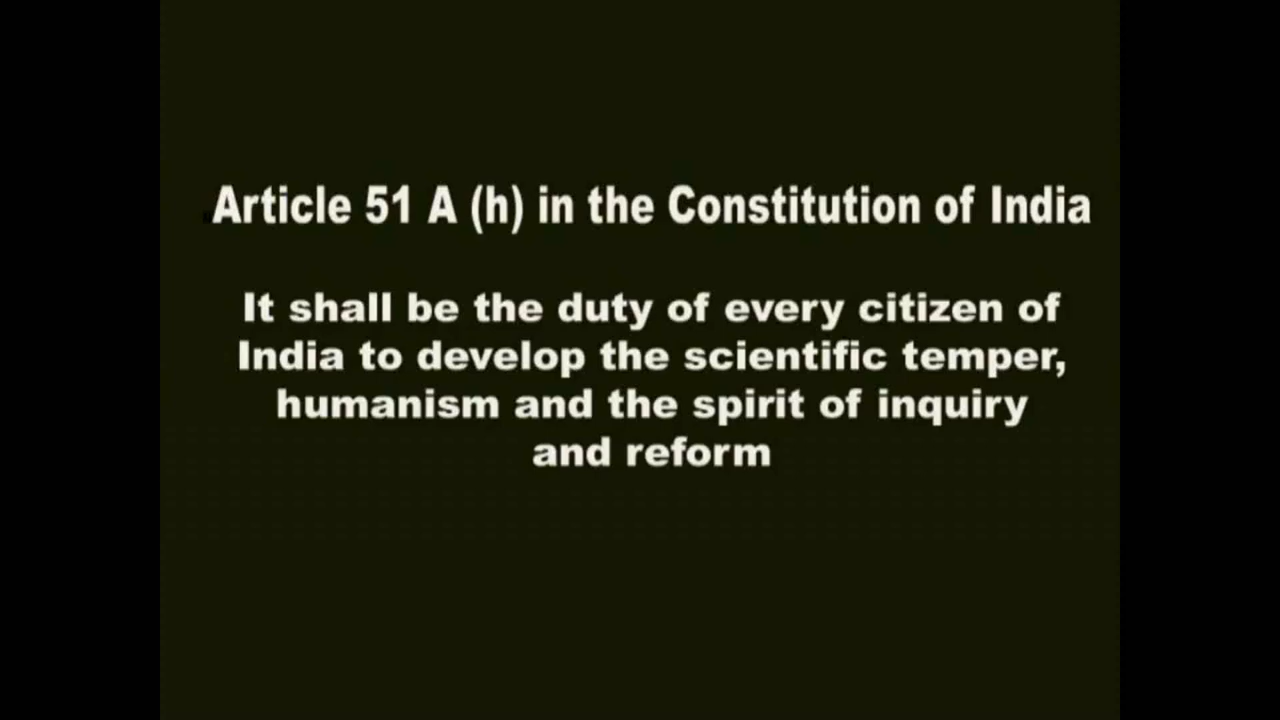 Article 51 A (h) in the Constitution of India
It shall be the duty of every citizen of
India to develop the scientific temper,
humanism and the spirit of inquiry
and reform